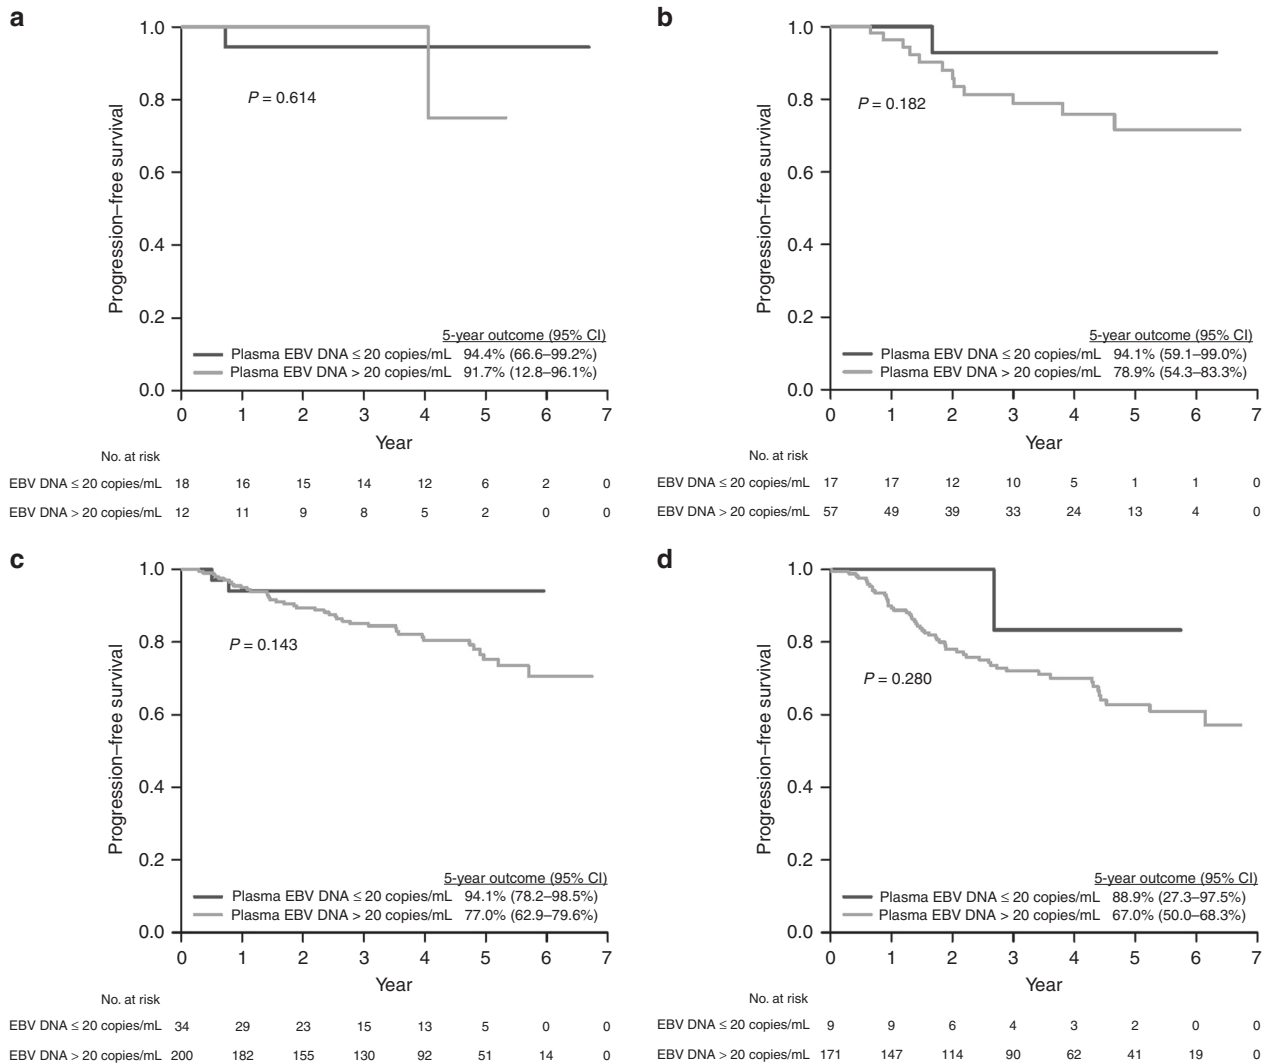 a
1.0
0.8
0.6
0.4
0.2
0.0
Progression–free survival
P = 0.614
5-year outcome (95% CI)
Plasma EBV DNA ≤ 20 copies/mL 94.4% (66.6–99.2%)
Plasma EBV DNA > 20 copies/mL 91.7% (12.8–96.1%)
0 1 2 3 4 5 6 7
Year
No. at risk
EBV DNA ≤ 20 copies/mL 18 16 15 14 12 6 2 0
EBV DNA > 20 copies/mL 12 11 9 8 5 2 0 0
b
1.0
0.8
0.6
0.4
0.2
0.0
Progression–free survival
P = 0.182
5-year outcome (95% CI)
Plasma EBV DNA ≤ 20 copies/mL 94.1% (59.1–99.0%)
Plasma EBV DNA > 20 copies/mL 78.9% (54.3–83.3%)
0 1 2 3 4 5 6 7
Year
No. at risk
EBV DNA ≤ 20 copies/mL 17 17 12 10 5 1 1 0
EBV DNA > 20 copies/mL 57 49 39 33 24 13 4 0
c
1.0
0.8
0.6
0.4
0.2
0.0
Progression–free survival
P = 0.143
5-year outcome (95% CI)
Plasma EBV DNA ≤ 20 copies/mL 94.1% (78.2–98.5%)
Plasma EBV DNA > 20 copies/mL 77.0% (62.9–79.6%)
0 1 2 3 4 5 6 7
Year
No. at risk
EBV DNA ≤ 20 copies/mL 34 29 23 15 13 5 0 0
EBV DNA > 20 copies/mL 200 182 155 130 92 51 14 0
d
1.0
0.8
0.6
0.4
0.2
0.0
Progression–free survival
P = 0.280
5-year outcome (95% CI)
Plasma EBV DNA ≤ 20 copies/mL 88.9% (27.3–97.5%)
Plasma EBV DNA > 20 copies/mL 67.0% (50.0–68.3%)
0 1 2 3 4 5 6 7
Year
No. at risk
EBV DNA ≤ 20 copies/mL 9 9 6 4 3 2 0 0
EBV DNA > 20 copies/mL 171 147 114 90 62 41 19 0